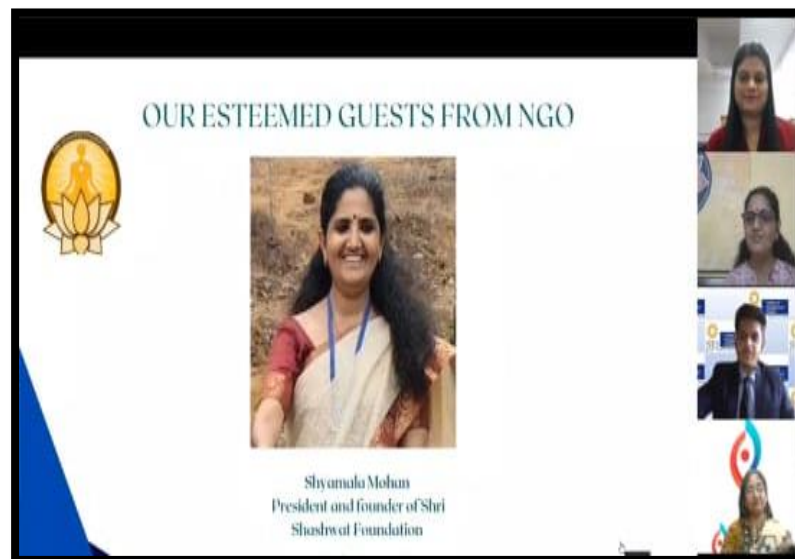 OUR ESTEEMED GUESTS FROM NGO
Shyamala Mohan
President and founder of Shri
Shashwat Foundation